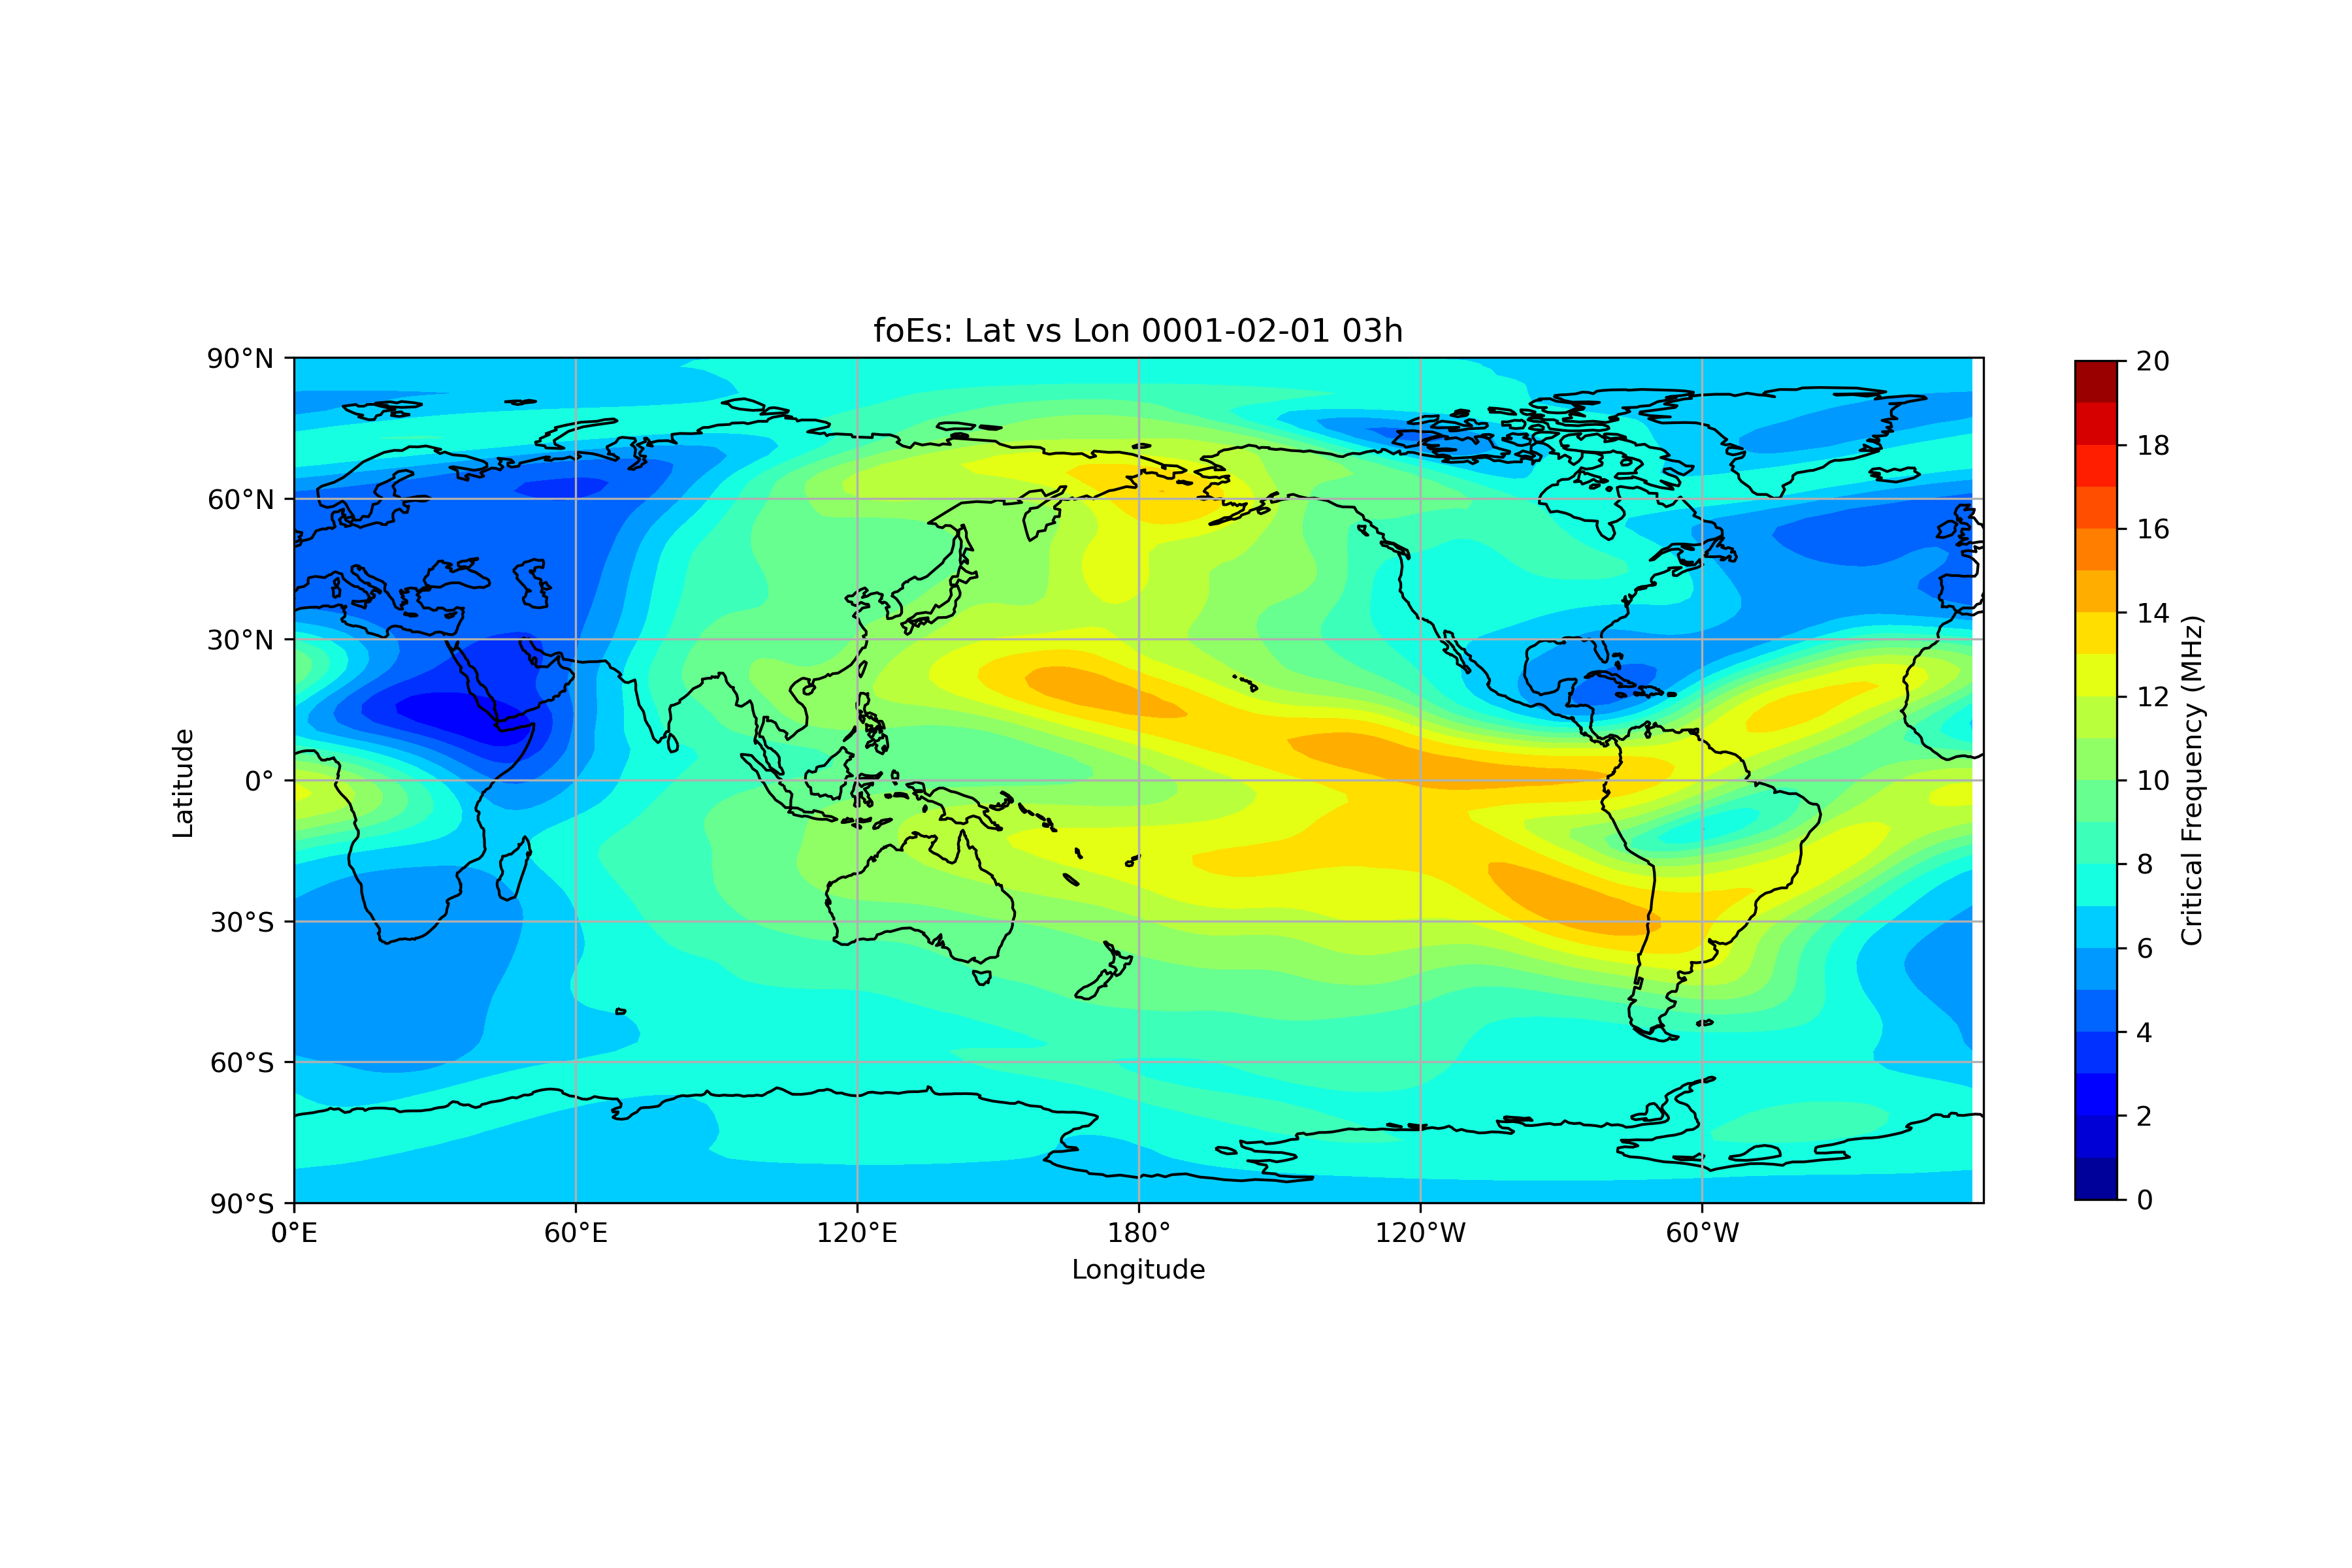 foEs: Lat vs Lon 0001-02-01 03h
90°N
60°N
30°N
0°
30°S
60°S
90°S
Latitude
0°E
60°E
120°E
180°
120°W
60°W
Longitude
20
18
16
14
12
10
8
6
4
2
0
Critical Frequency (MHz)